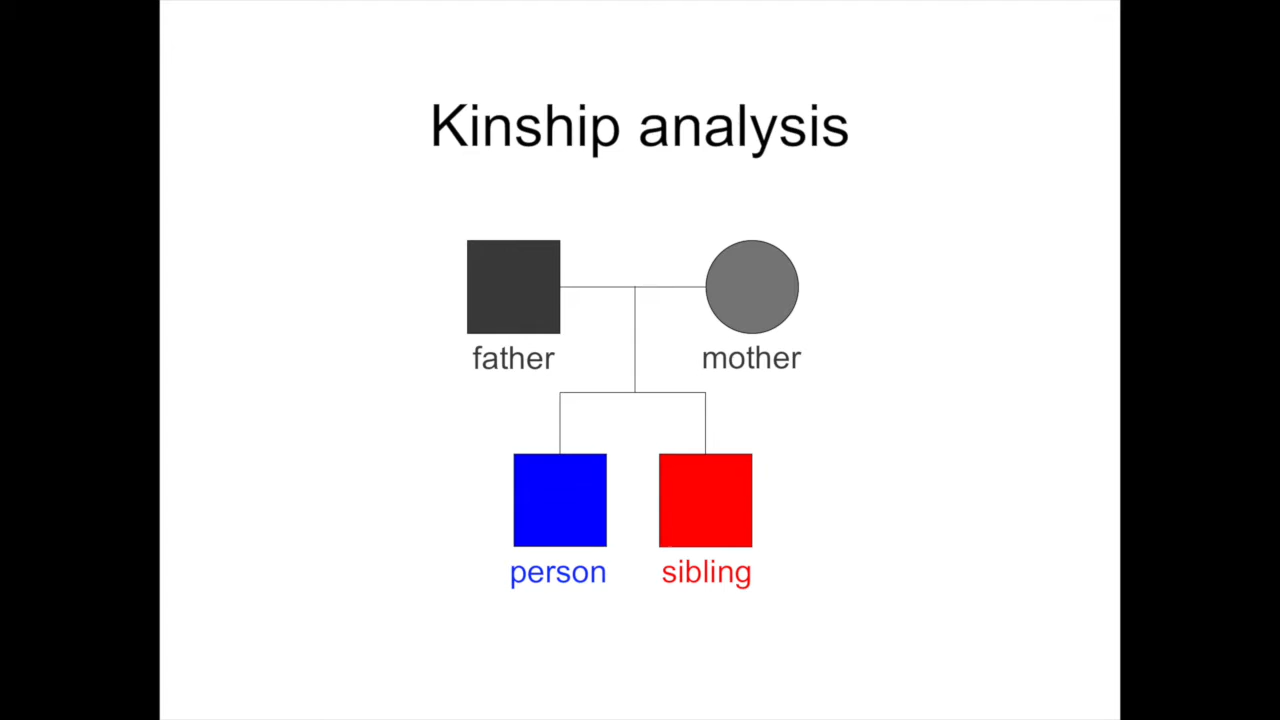 Kinship analysis
father
mother
person
sibling